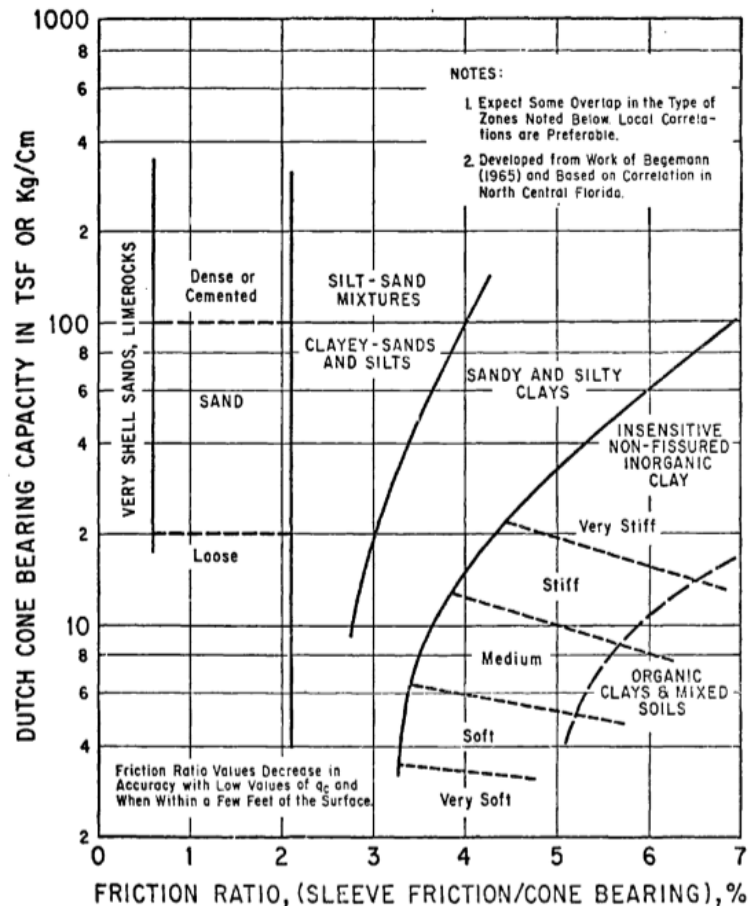 DUTCH CONE BEARING CAPACITY IN TSF OR Kg/Cm
1000
8
6
4
2
100
8
6
4
2
10
8
6
4
2
NOTES:
1. Expect Some Overlap in the Type of
Zones Noted Below. Local Correla-
tions are Preferable.
2. Developed from Work of Begemann
(1965) and Based on Correlation in
North Central Florida.
VERY SHELL SANDS, LIMEROCKS
Dense or
Cemented
SAND
Loose
SILT-SAND
MIXTURES
CLAYEY-SANDS
AND SILTS
SANDY AND SILTY
CLAYS
INSENSITIVE
NON-FISSURED
INORGANIC
CLAY
Very Stiff
Stiff
Medium
ORGANIC
CLAYS & MIXED
SOILS
Soft
Very Soft
Friction Ratio Values Decrease in
Accuracy with Low Values of qc and
When Within a Few Feet of the Surface.
0 1 2 3 4 5 6 7
FRICTION RATIO, (SLEEVE FRICTION/CONE BEARING), %